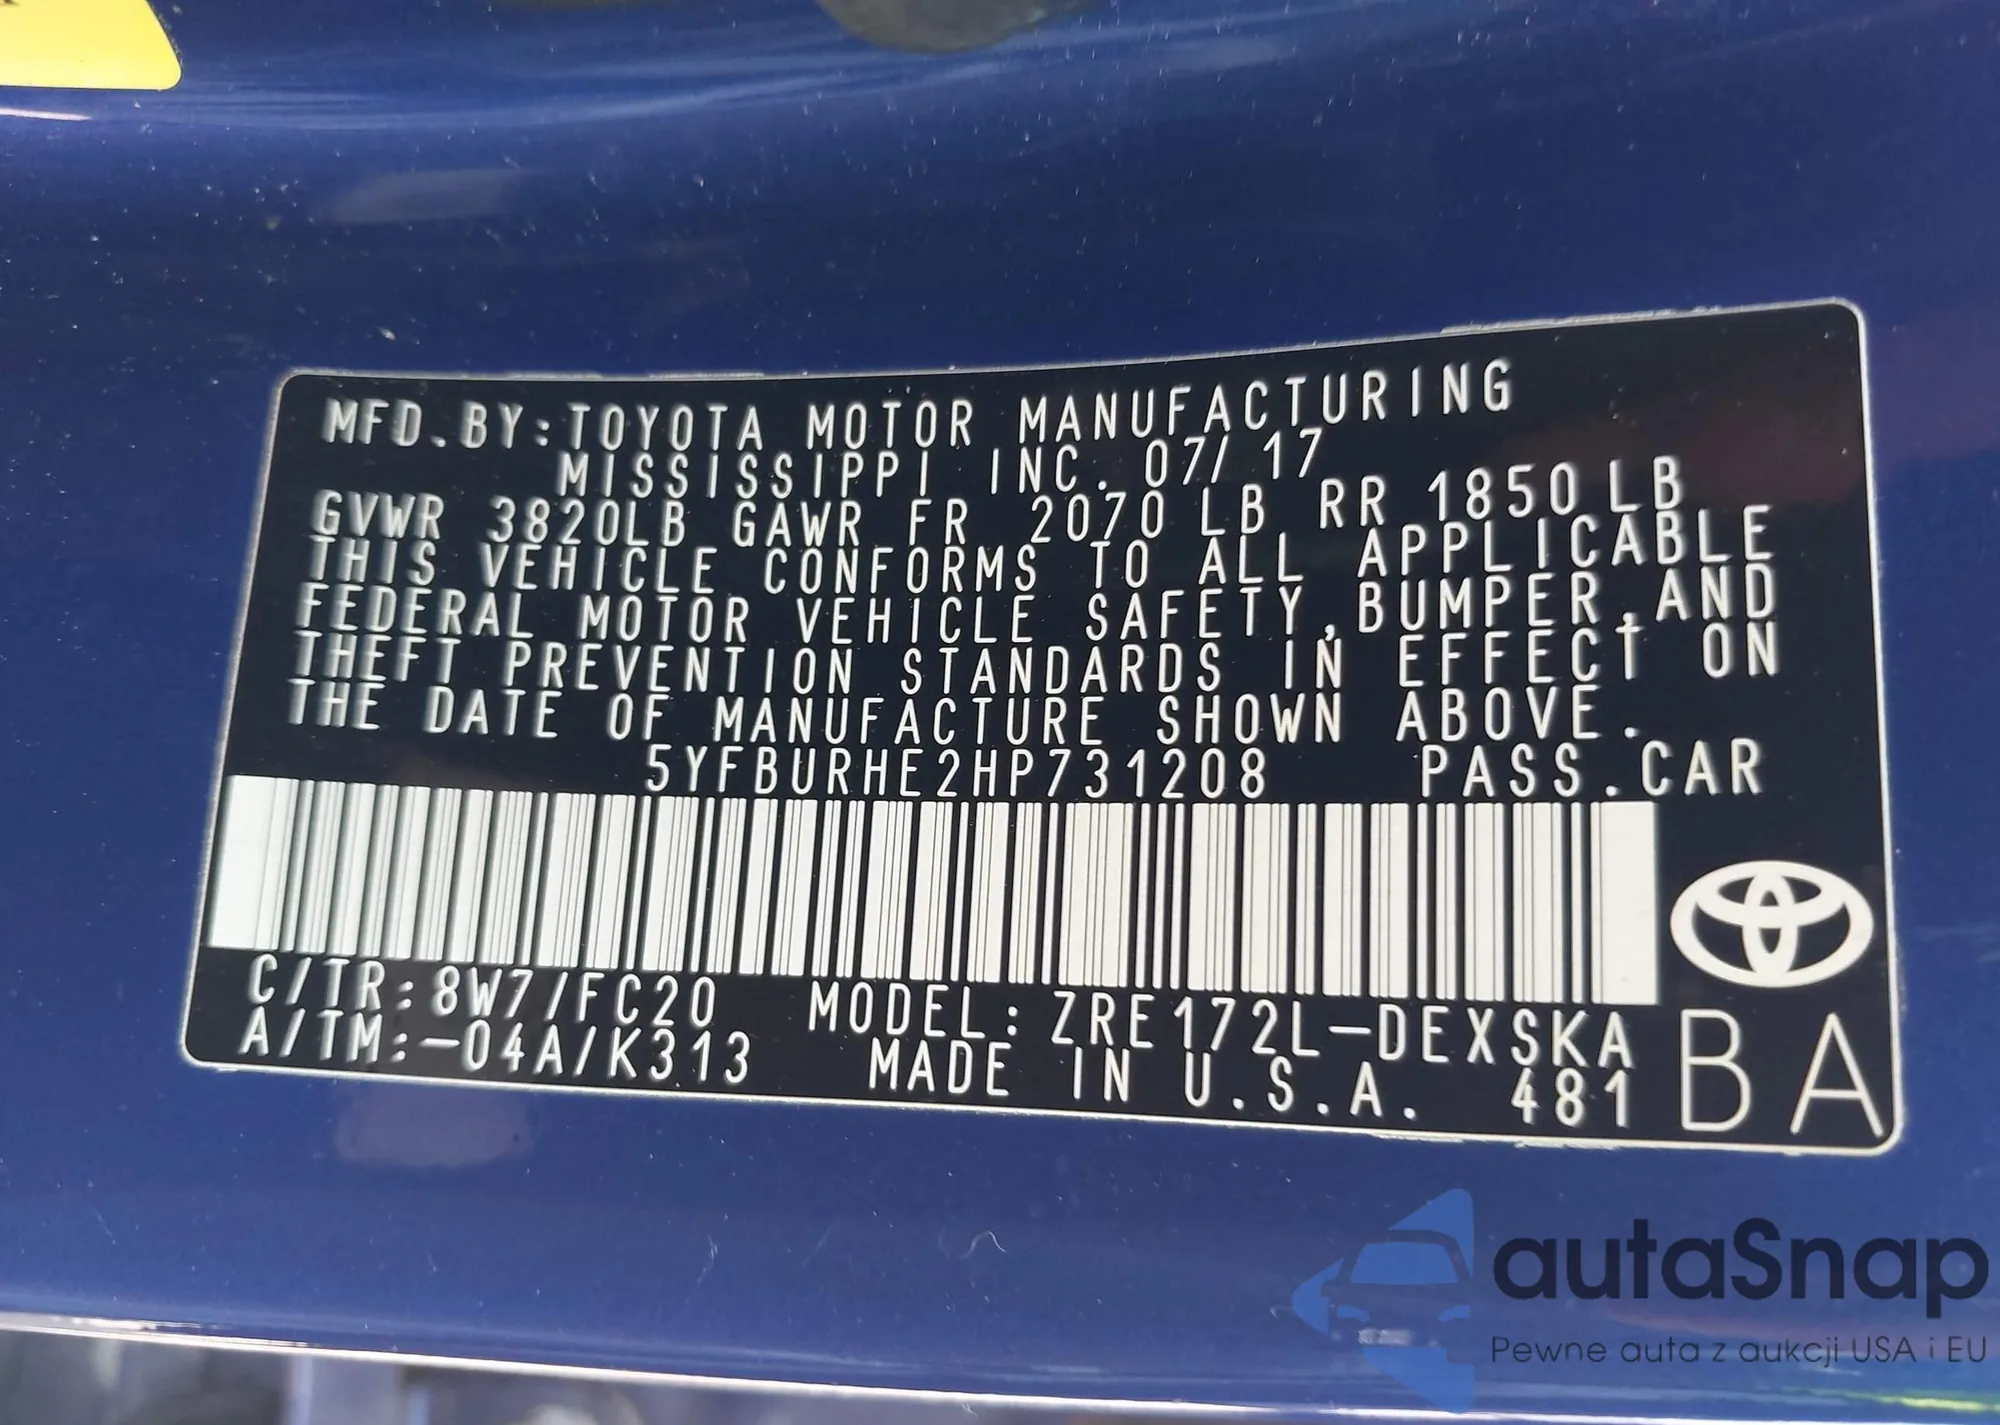 MFD.BY:TOYOTA MOTOR MANUFACTURING
MISSISSIPPI INC. 07/17
GVWR 3820LB GAWR FR 2070 LB RR 1850LB
THIS VEHICLE CONFORMS TO ALL APPLICABLE
FEDERAL MOTOR VEHICLE SAFETY,BUMPER,AND
THEFT PREVENTION STANDARDS IN EFFECT ON
THE DATE OF MANUFACTURE SHOWN ABOVE.
5YFBURHE2HP731208 PASS.CAR
C/TR:8W7/FC20 MODEL:ZRE172L-DEXSKA
A/TM:-04A/K313 MADE IN U.S.A. 481
BA
autaSnap
Pewne auta z aukcji USA i EU